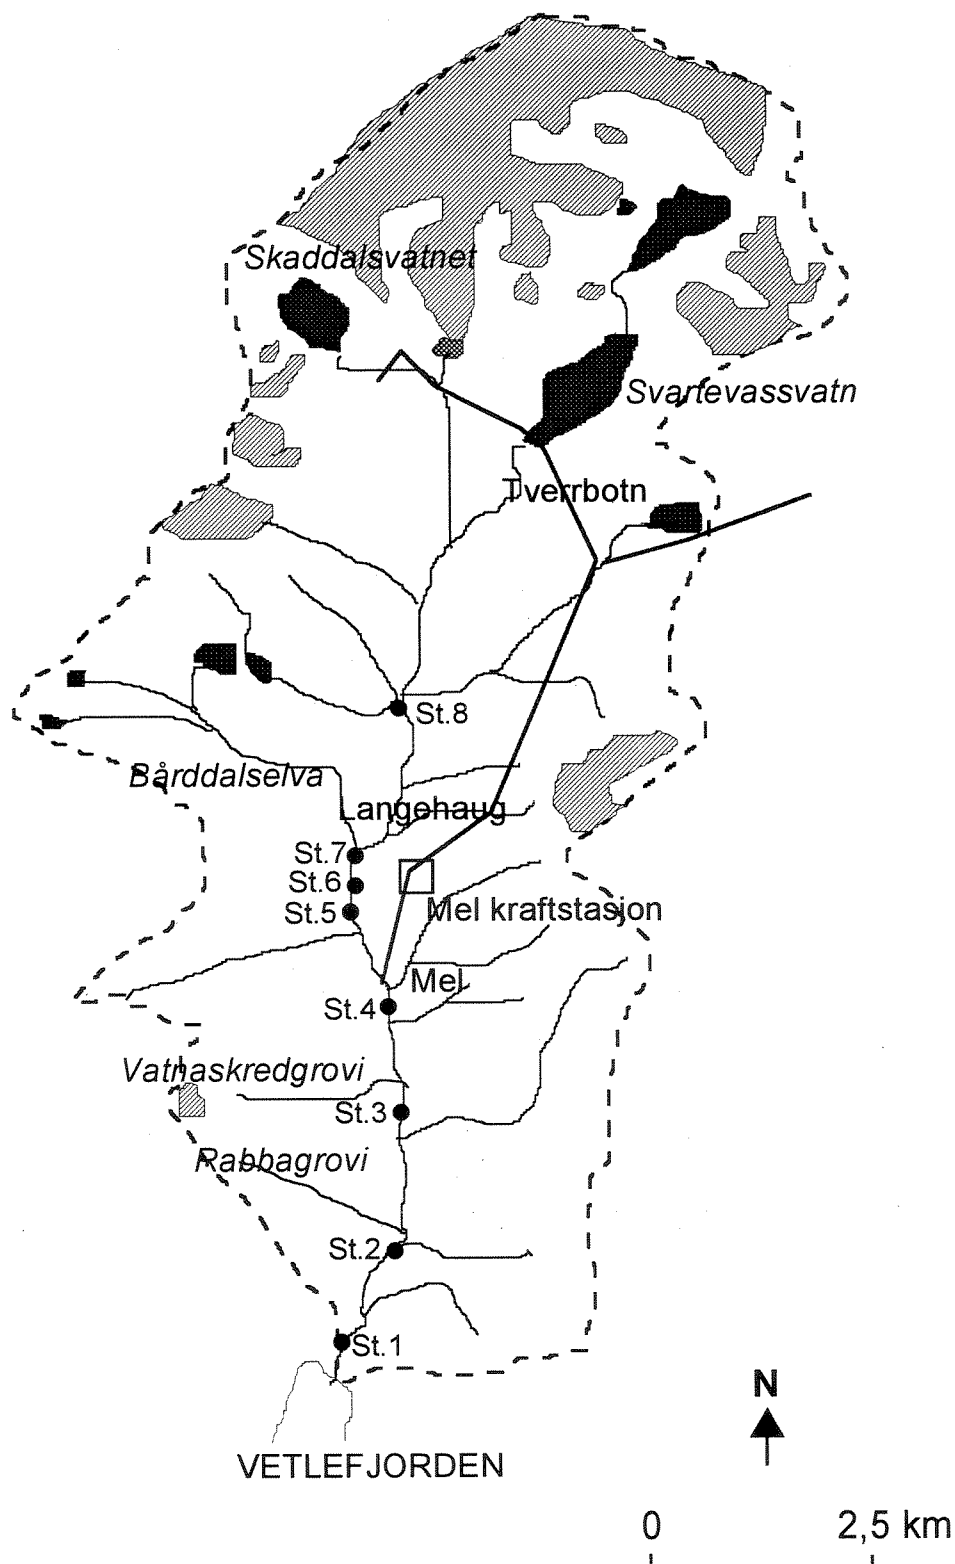 Skaddalsvatnet
Svartevassvatn
Tverrbotn
St.8
Bårddalselva
Langehaug
St.7
St.6
St.5
Mel kraftstasjon
Mel
St.4
Vatnaskredgrovi
St.3
Rabbagrovi
St.2
St.1
N
VETLEFJORDEN
0 2,5 km